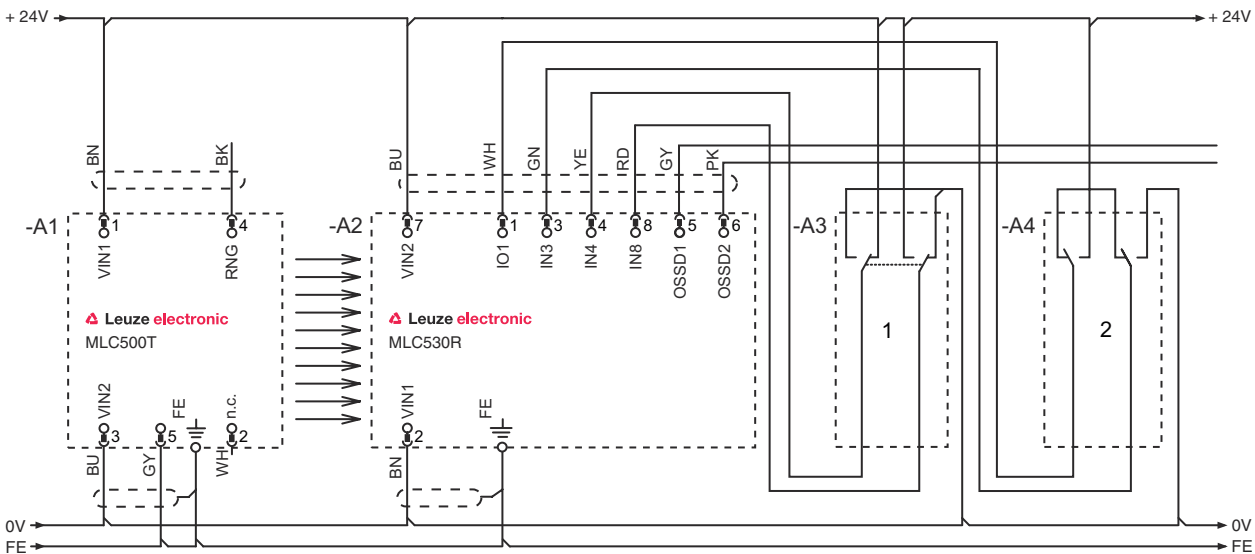 + 24V
+ 24V
BN
BK
BU
WH
GN
YE
RD
GY
PK
-A1
1
4
-A2
7
1
3
4
8
5
6
-A3
-A4
VIN1
RNG
VIN2
IO1
IN3
IN4
IN8
OSSD1
OSSD2
Leuze electronic
MLC500T
Leuze electronic
MLC530R
1
2
VIN2
FE
n.c.
VIN1
FE
3
5
2
2
BU
GY
WH
BN
0V
0V
FE
FE